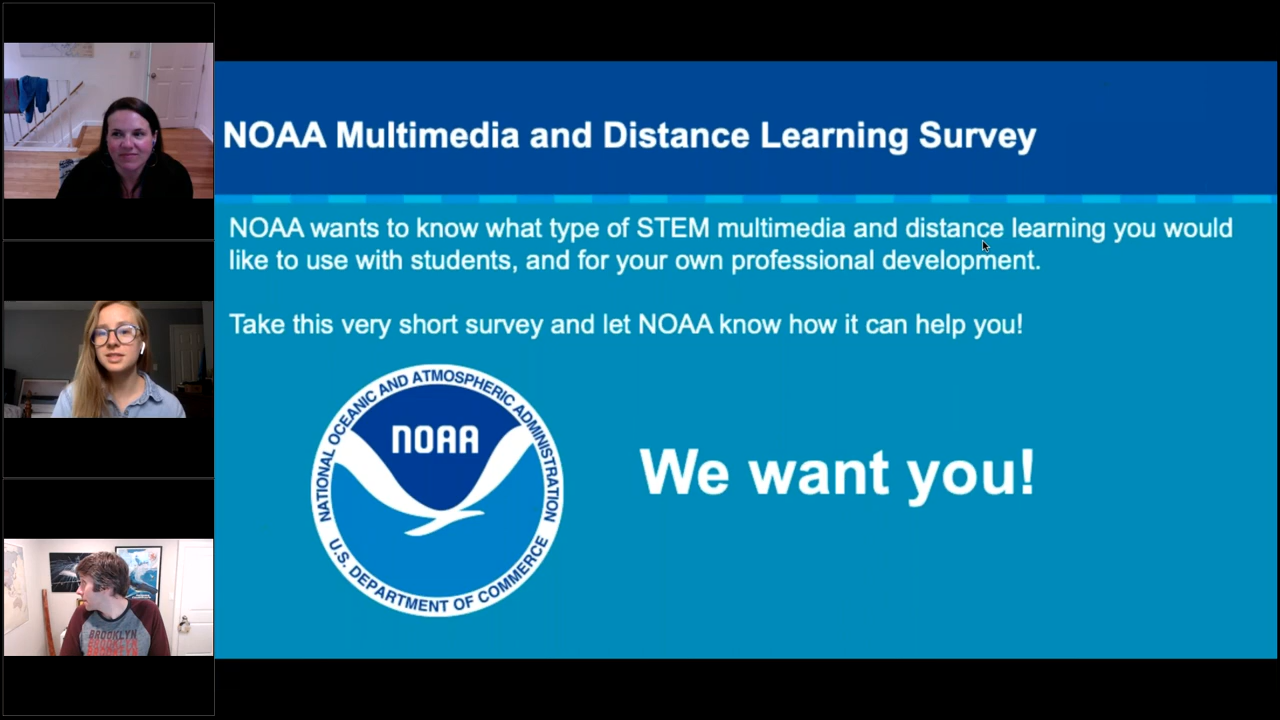 NOAA Multimedia and Distance Learning Survey
NOAA wants to know what type of STEM multimedia and distance learning you would
like to use with students, and for your own professional development.
Take this very short survey and let NOAA know how it can help you!
NATIONAL OCEANIC AND ATMOSPHERIC ADMINISTRATION
NOAA
U.S. DEPARTMENT OF COMMERCE
We want you!
BROOKLYN
BROOKLYN
BROOKLYN